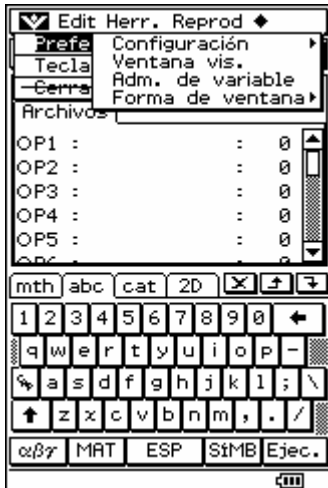 Edit Herr. Reprod
Prefe Configuración
Tecla Ventana vis.
Cerra Adm. de variable
Forma de ventana
Archivos
OP1 : : 0
OP2 : : 0
OP3 : : 0
OP4 : : 0
OP5 : : 0
mth abc cat 2D
1 2 3 4 5 6 7 8 9 0
q w e r t y u i o p -
a s d f g h j k l ; \
z x c v b n m , . /
αβγ MAT ESP SÍMB Ejec.